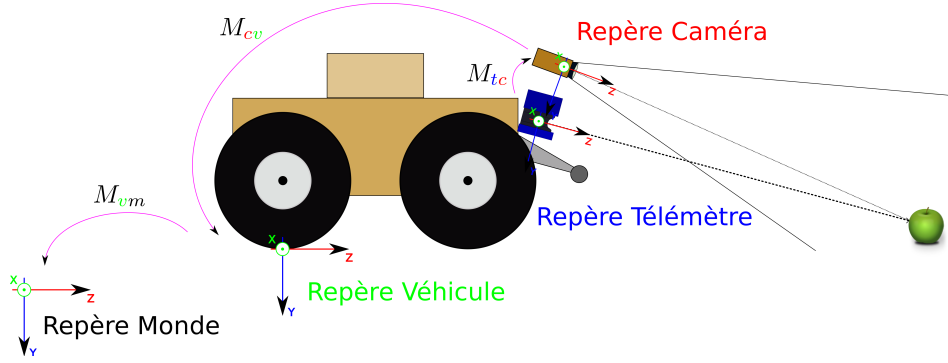 M_cv
Repère Caméra
X
Z
M_tc
X
Z
Repère Télémètre
M_vm
X
Z
Y
Repère Véhicule
X
Z
Y
Repère Monde